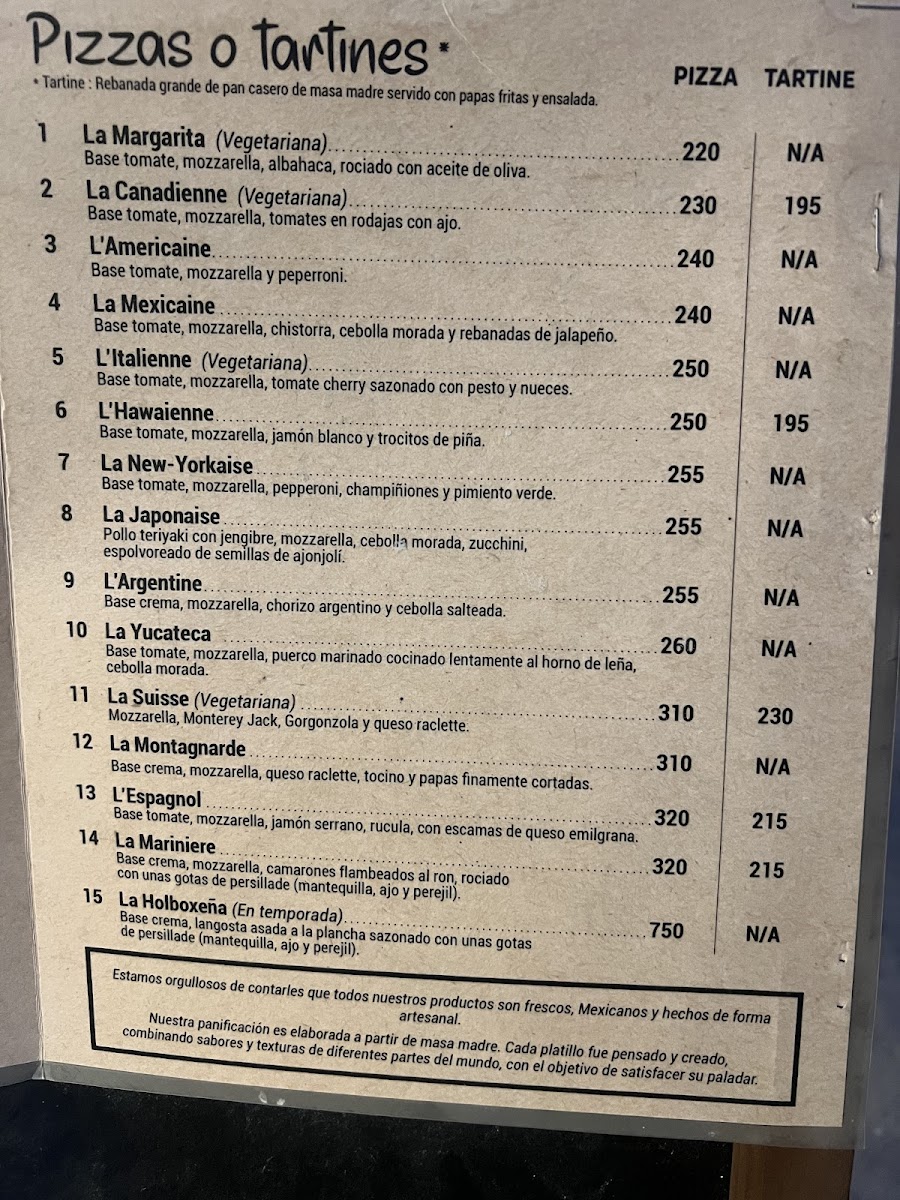 Pizzas o tartines*
* Tartine : Rebanada grande de pan casero de masa madre servido con papas fritas y ensalada.
PIZZA TARTINE
1 La Margarita (Vegetariana) 220 N/A
Base tomate, mozzarella, albahaca, rociado con aceite de oliva.
2 La Canadienne (Vegetariana) 230 195
Base tomate, mozzarella, tomates en rodajas con ajo.
3 L'Americaine 240 N/A
Base tomate, mozzarella y peperroni.
4 La Mexicaine 240 N/A
Base tomate, mozzarella, chistorra, cebolla morada y rebanadas de jalapeño.
5 L'Italienne (Vegetariana) 250 N/A
Base tomate, mozzarella, tomate cherry sazonado con pesto y nueces.
6 L'Hawaienne 250 195
Base tomate, mozzarella, jamón blanco y trocitos de piña.
7 La New-Yorkaise 255 N/A
Base tomate, mozzarella, pepperoni, champiñiones y pimiento verde.
8 La Japonaise 255 N/A
Pollo teriyaki con jengibre, mozzarella, cebolla morada, zucchini,
espolvoreado de semillas de ajonjolí.
9 L'Argentine 255 N/A
Base crema, mozzarella, chorizo argentino y cebolla salteada.
10 La Yucateca 260 N/A
Base tomate, mozzarella, puerco marinado cocinado lentamente al horno de leña,
cebolla morada.
11 La Suisse (Vegetariana) 310 230
Mozzarella, Monterey Jack, Gorgonzola y queso raclette.
12 La Montagnarde 310 N/A
Base crema, mozzarella, queso raclette, tocino y papas finamente cortadas.
13 L'Espagnol 320 215
Base tomate, mozzarella, jamón serrano, rucula, con escamas de queso emilgrana.
14 La Mariniere 320 215
Base crema, mozzarella, camarones flambeados al ron, rociado
con unas gotas de persillade (mantequilla, ajo y perejil).
15 La Holboxeña (En temporada) 750 N/A
Base crema, langosta asada a la plancha sazonado con unas gotas
de persillade (mantequilla, ajo y perejil).
Estamos orgullosos de contarles que todos nuestros productos son frescos, Mexicanos y hechos de forma
artesanal.
Nuestra panificación es elaborada a partir de masa madre. Cada platillo fue pensado y creado,
combinando sabores y texturas de diferentes partes del mundo, con el objetivo de satisfacer su paladar.